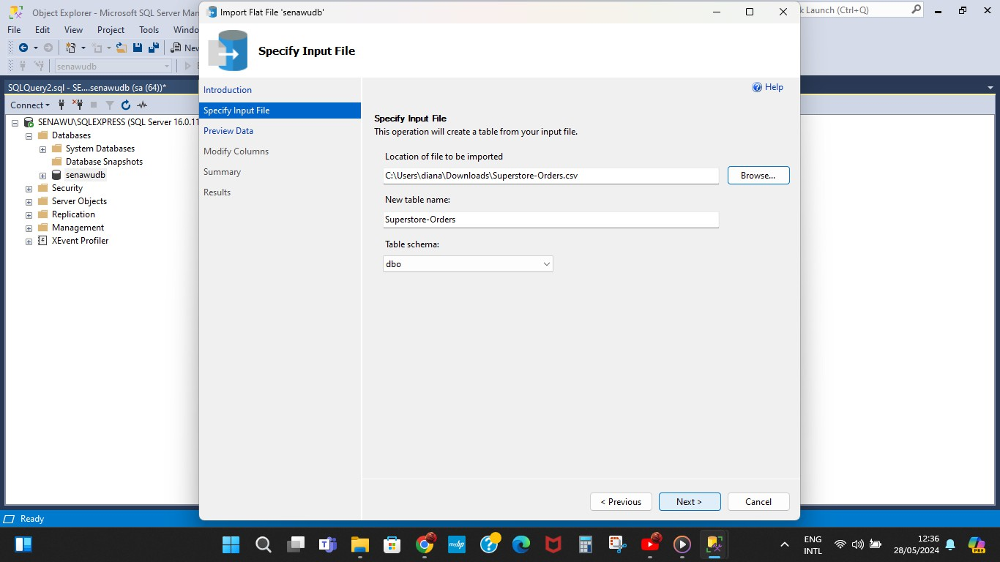 Object Explorer - Microsoft SQL Server Man
Import Flat File 'senawudb'
k Launch (Ctrl+Q)
File Edit View Project Tools Windo
New
senawudb
Specify Input File
SQLQuery2.sql - SE....senawudb (sa (64))*
Connect
SENAWU\SQLEXPRESS (SQL Server 16.0.11
Databases
System Databases
Database Snapshots
senawudb
Security
Server Objects
Replication
Management
XEvent Profiler
Introduction
Specify Input File
Preview Data
Modify Columns
Summary
Results
Help
Specify Input File
This operation will create a table from your input file.
Location of file to be imported
C:\Users\diana\Downloads\Superstore-Orders.csv
Browse...
New table name:
Superstore-Orders
Table schema:
dbo
< Previous Next > Cancel
Ready
myhp
ENG
INTL
12:36
28/05/2024
PRE